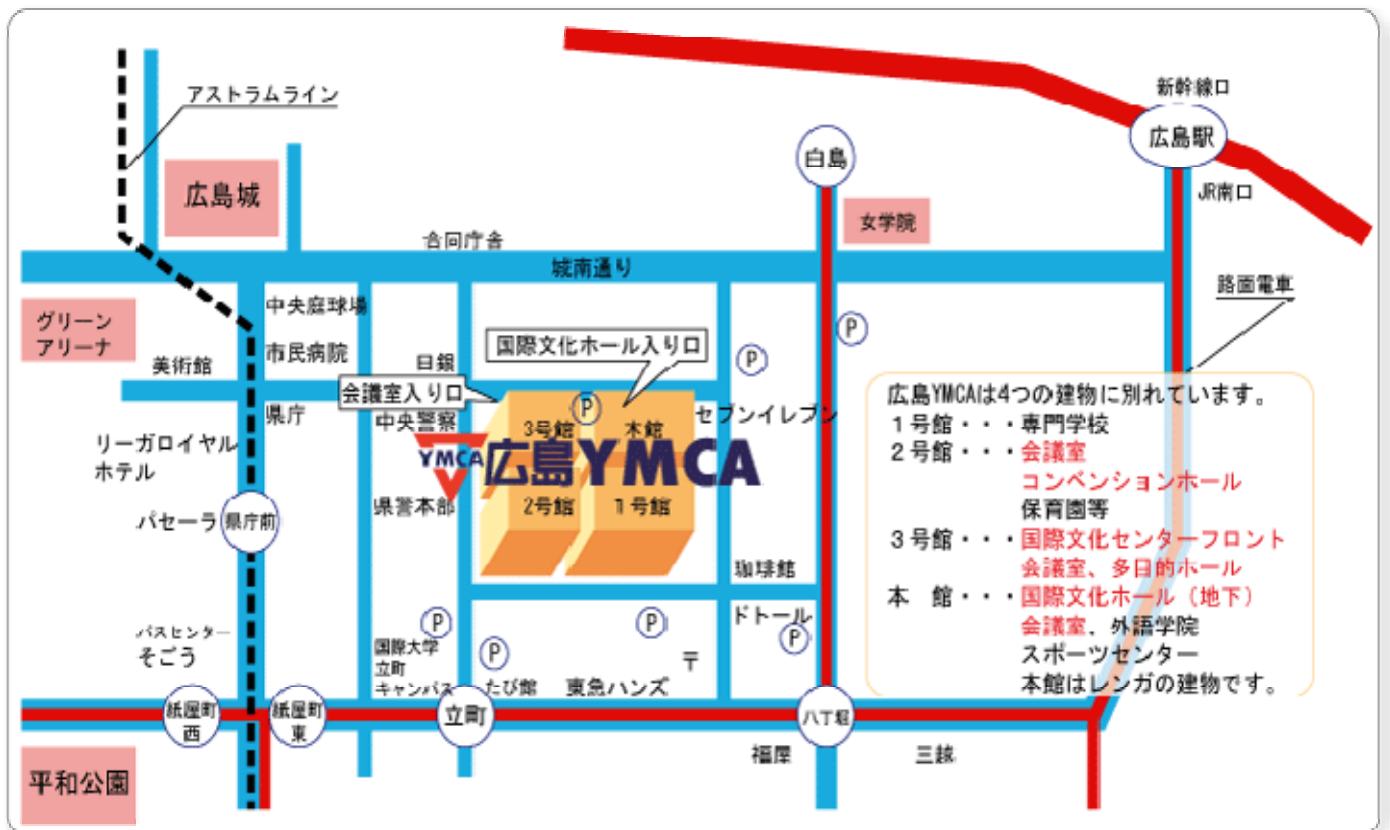 新幹線口
広島駅
JR南口
アストラムライン
白島
広島城
女学院
合同庁舎
城南通り
路面電車
グリーン
アリーナ
中央庭球場
市民病院
美術館
日銀
国際文化ホール入り口
P
P
会議室入り口
P
県庁
中央警察
セブンイレブン
3号館
本館
リーガロイヤル
ホテル
YMCA
広島YMCA
県警本部
2号館
1号館
パセーラ
県庁前
珈琲館
ドトール
P
P
P
P
バスセンター
そごう
国際大学
立町
キャンパス
たび館
東急ハンズ
〒
紙屋町
西
紙屋町
東
立町
八丁堀
福屋
三越
平和公園
広島YMCAは4つの建物に別れています。
1号館・・・専門学校
2号館・・・会議室
コンベンションホール
保育園等
3号館・・・国際文化センターフロント
会議室、多目的ホール
本　館・・・国際文化ホール（地下）
会議室、外語学院
スポーツセンター
本館はレンガの建物です。